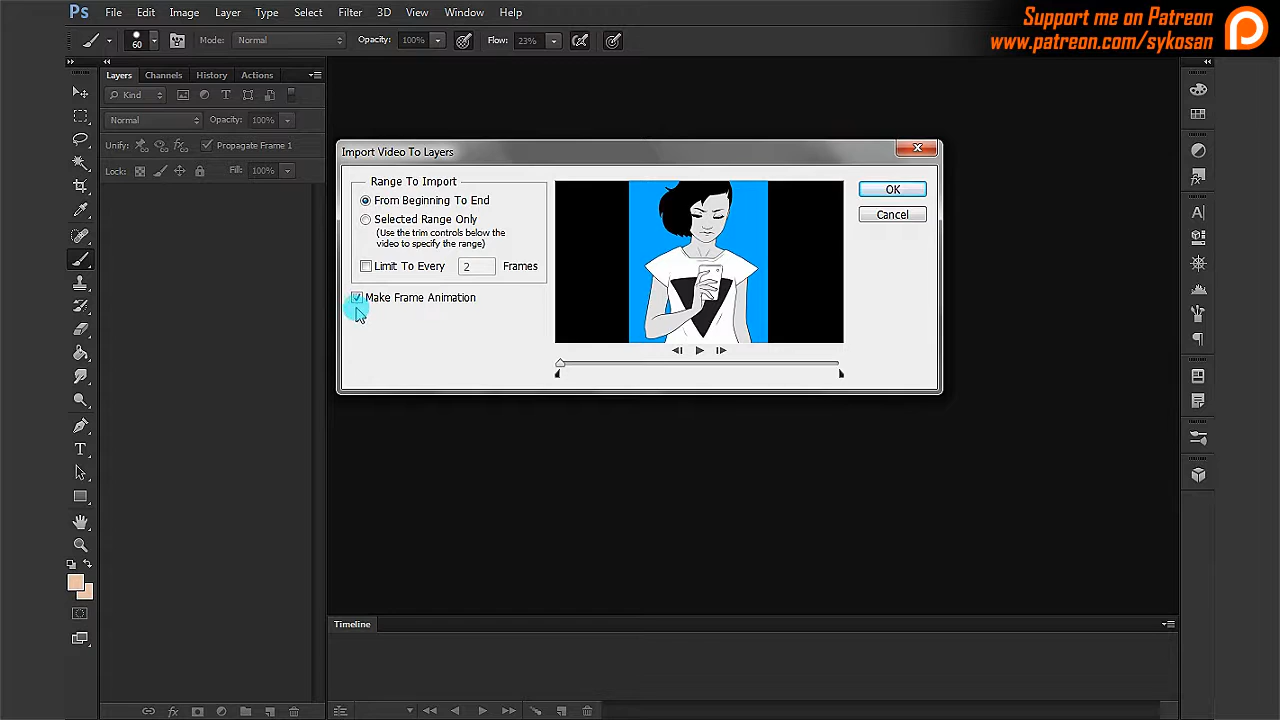 Ps File Edit Image Layer Type Select Filter 3D View Window Help
Support me on Patreon
www.patreon.com/sykosan
60 Mode: Normal Opacity: 100% Flow: 23%
Layers Channels History Actions
Kind T
Normal Opacity: 100%
Unify: Propagate Frame 1
Lock: Fill: 100%
Import Video To Layers
Range To Import
From Beginning To End
Selected Range Only
(Use the trim controls below the
video to specify the range)
Limit To Every 2 Frames
Make Frame Animation
OK
Cancel
Timeline